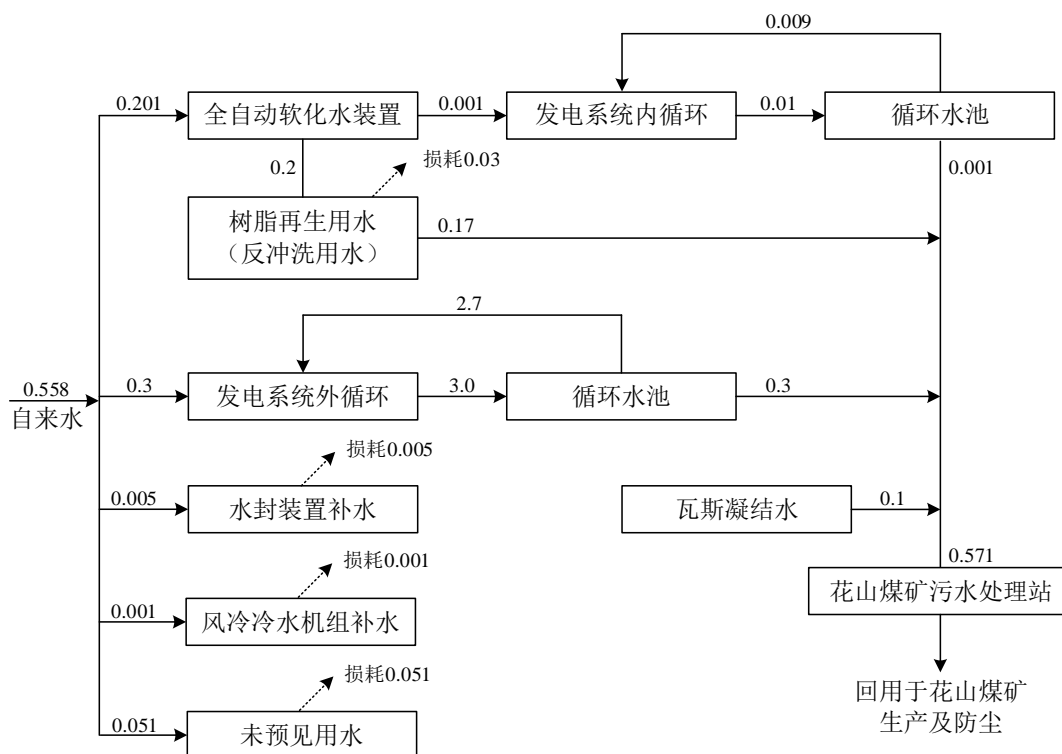 0.009
0.201
全自动软化水装置
0.001
发电系统内循环
0.01
循环水池
损耗0.03
0.2
0.001
树脂再生用水
（反冲洗用水）
0.17
2.7
0.558
自来水
0.3
发电系统外循环
3.0
循环水池
0.3
损耗0.005
0.005
水封装置补水
瓦斯凝结水
0.1
损耗0.001
0.571
0.001
风冷冷水机组补水
花山煤矿污水处理站
损耗0.051
0.051
未预见用水
回用于花山煤矿
生产及防尘